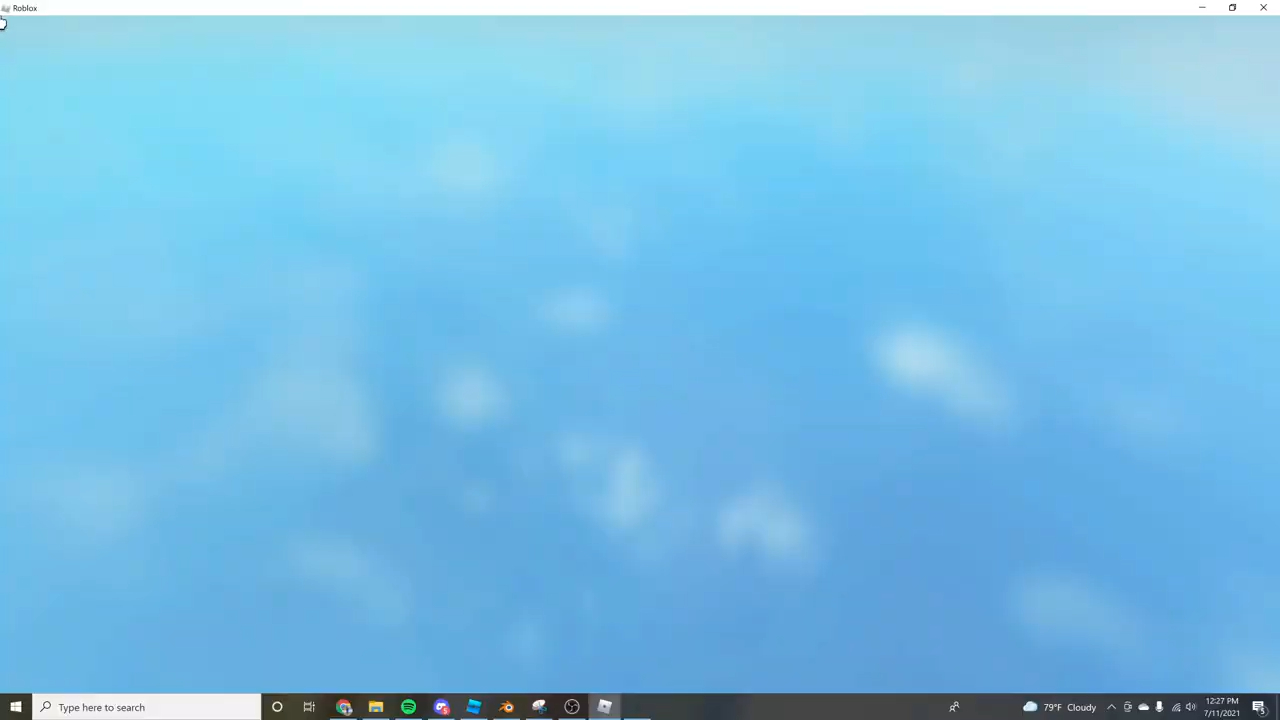 Roblox
Type here to search
79°F Cloudy
12:27 PM
7/11/2021